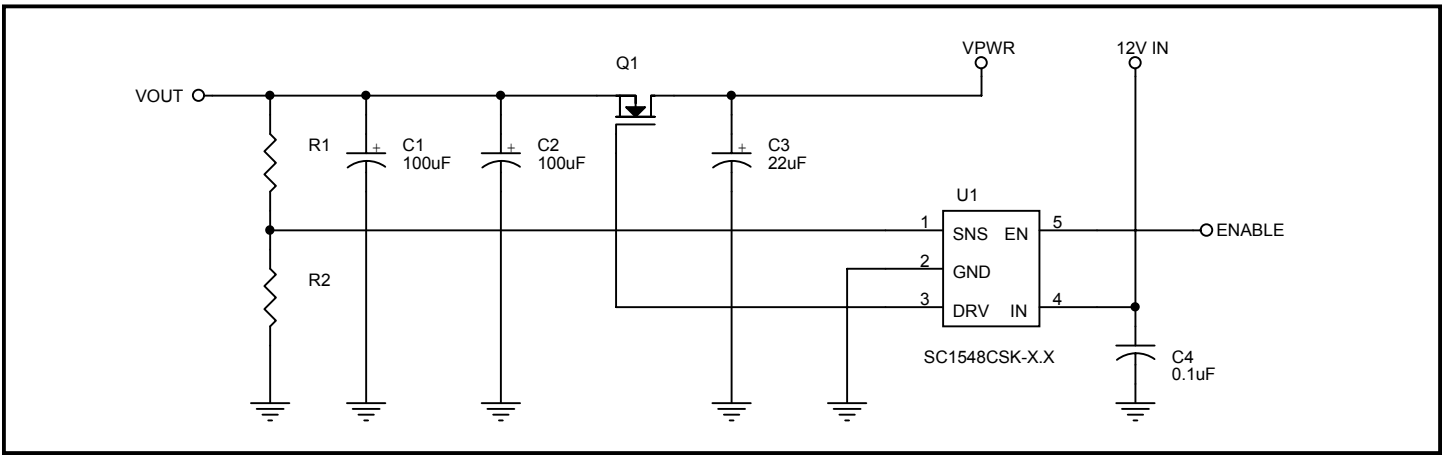 Q1
VPWR
12V IN
VOUT
R1
C1
100uF
+
C2
100uF
+
C3
22uF
+
U1
1
SNS
EN
5
ENABLE
2
GND
R2
3
DRV
IN
4
SC1548CSK-X.X
C4
0.1uF